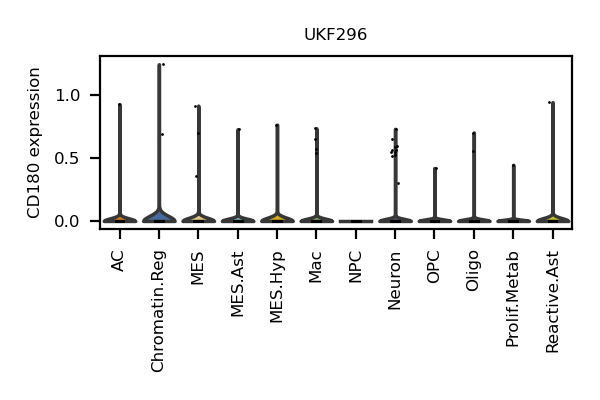 UKF296
CD180 expression
1.0
0.5
0.0
AC
Chromatin.Reg
MES
MES.Ast
MES.Hyp
Mac
NPC
Neuron
OPC
Oligo
Prolif.Metab
Reactive.Ast